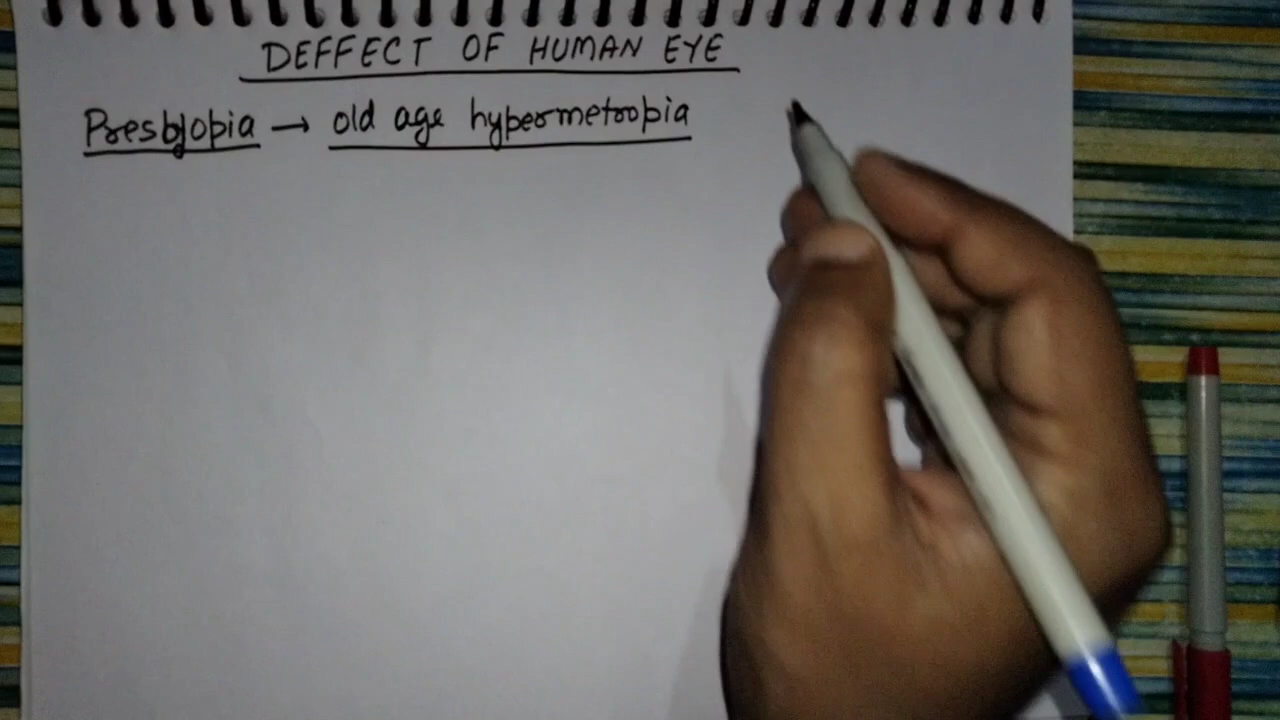 DEFFECT OF HUMAN EYE
Presbyopia → old age hypermetropia